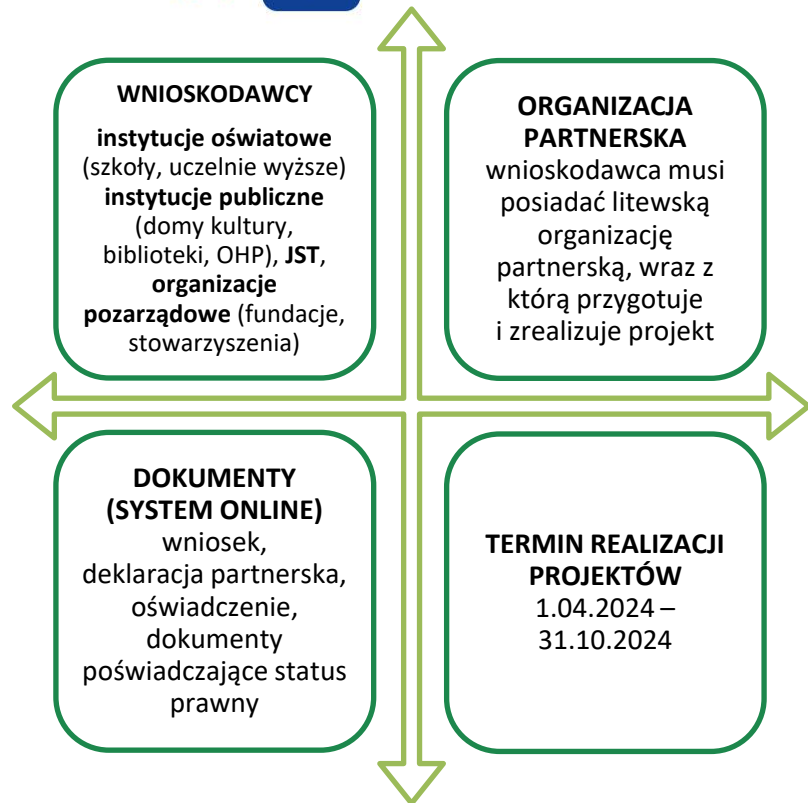 WNIOSKODAWCY
instytucje oświatowe
(szkoły, uczelnie wyższe)
instytucje publiczne
(domy kultury,
biblioteki, OHP), JST,
organizacje
pozarządowe (fundacje,
stowarzyszenia)
ORGANIZACJA
PARTNERSKA
wnioskodawca musi
posiadać litewską
organizację
partnerską, wraz z
którą przygotuje
i zrealizuje projekt
DOKUMENTY
(SYSTEM ONLINE)
wniosek,
deklaracja partnerska,
oświadczenie,
dokumenty
poświadczające status
prawny
TERMIN REALIZACJI
PROJEKTÓW
1.04.2024 –
31.10.2024